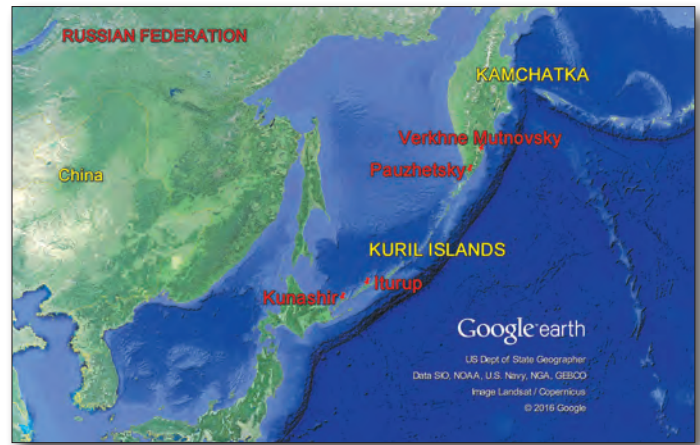 RUSSIAN FEDERATION
KAMCHATKA
Verkhne Mutnovsky
Pauzhetsky
China
KURIL ISLANDS
Iturup
Kunashir
Google earth
US Dept of State Geographer
Data SIO, NOAA, U.S. Navy, NGA, GEBCO
Image Landsat / Copernicus
© 2016 Google